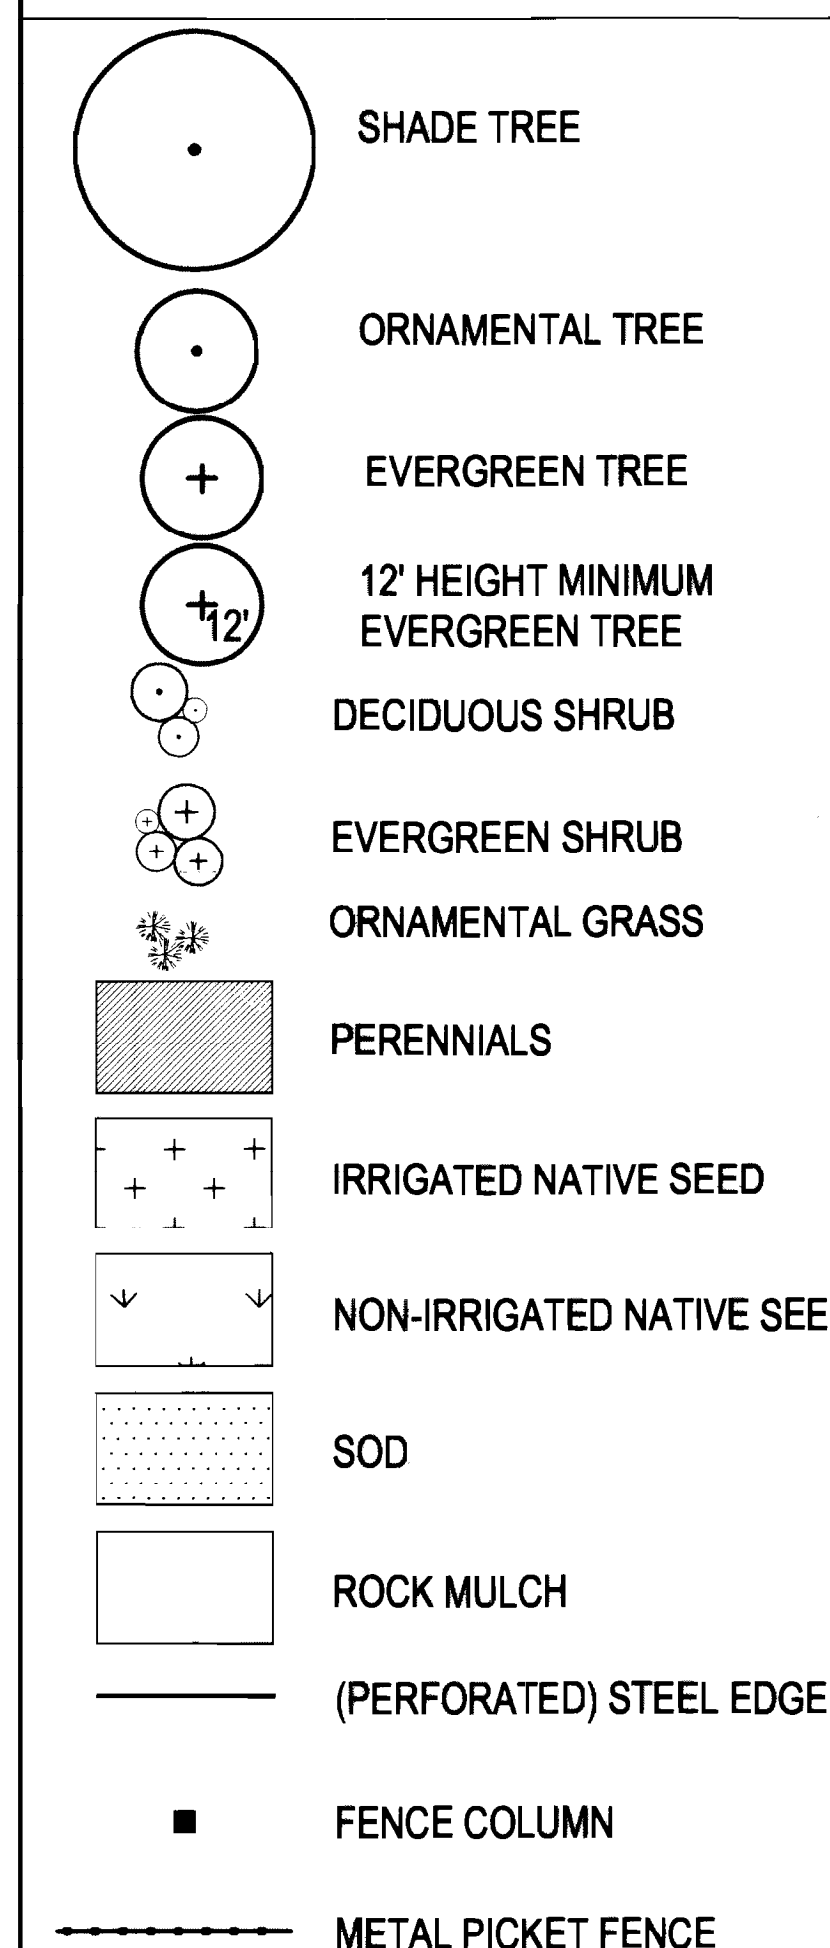 SHADE TREE
ORNAMENTAL TREE
EVERGREEN TREE
12' HEIGHT MINIMUM
EVERGREEN TREE
12'
DECIDUOUS SHRUB
EVERGREEN SHRUB
ORNAMENTAL GRASS
PERENNIALS
IRRIGATED NATIVE SEED
NON-IRRIGATED NATIVE SEE
SOD
ROCK MULCH
(PERFORATED) STEEL EDGE
FENCE COLUMN
METAL PICKET FENCE